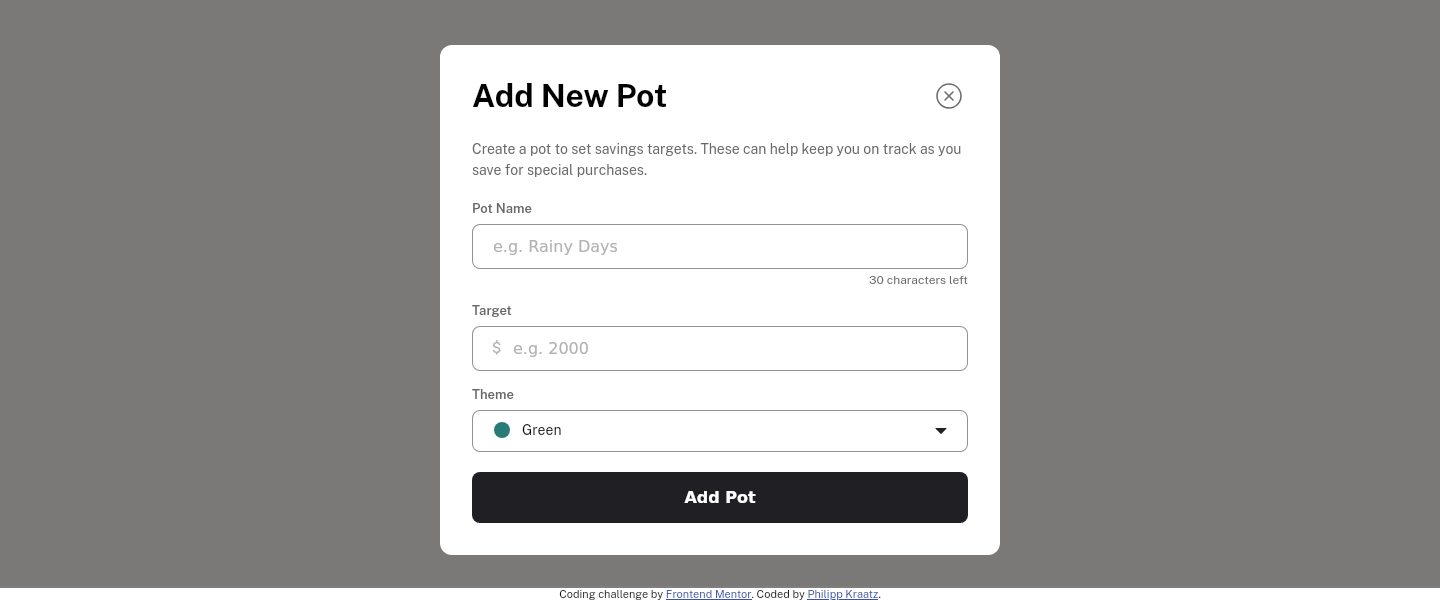 Add New Pot
Create a pot to set savings targets. These can help keep you on track as you
save for special purchases.
Pot Name
e.g. Rainy Days
30 characters left
Target
$ e.g. 2000
Theme
Green
Add Pot
Coding challenge by Frontend Mentor. Coded by Philipp Kraatz.